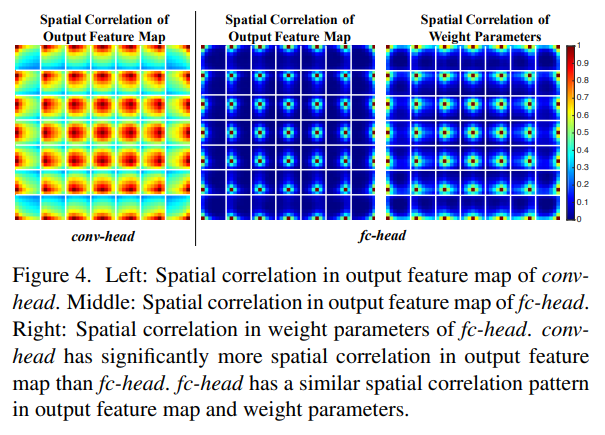 Spatial Correlation of
Output Feature Map
Spatial Correlation of
Output Feature Map
Spatial Correlation of
Weight Parameters
1
0.9
0.8
0.7
0.6
0.5
0.4
0.3
0.2
0.1
0
conv-head
fc-head
Figure 4. Left: Spatial correlation in output feature map of conv-
head. Middle: Spatial correlation in output feature map of fc-head.
Right: Spatial correlation in weight parameters of fc-head. conv-
head has significantly more spatial correlation in output feature
map than fc-head. fc-head has a similar spatial correlation pattern
in output feature map and weight parameters.